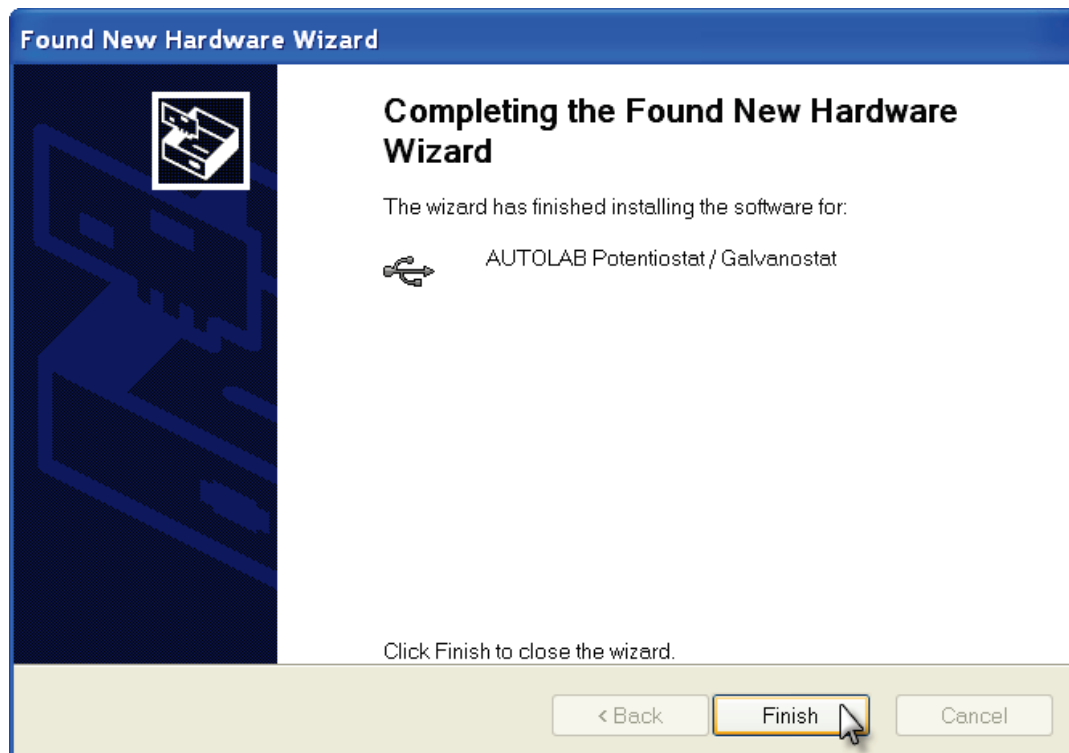 Found New Hardware Wizard
Completing the Found New Hardware
Wizard
The wizard has finished installing the software for:
AUTOLAB Potentiostat / Galvanostat
Click Finish to close the wizard.
< Back
Finish
Cancel